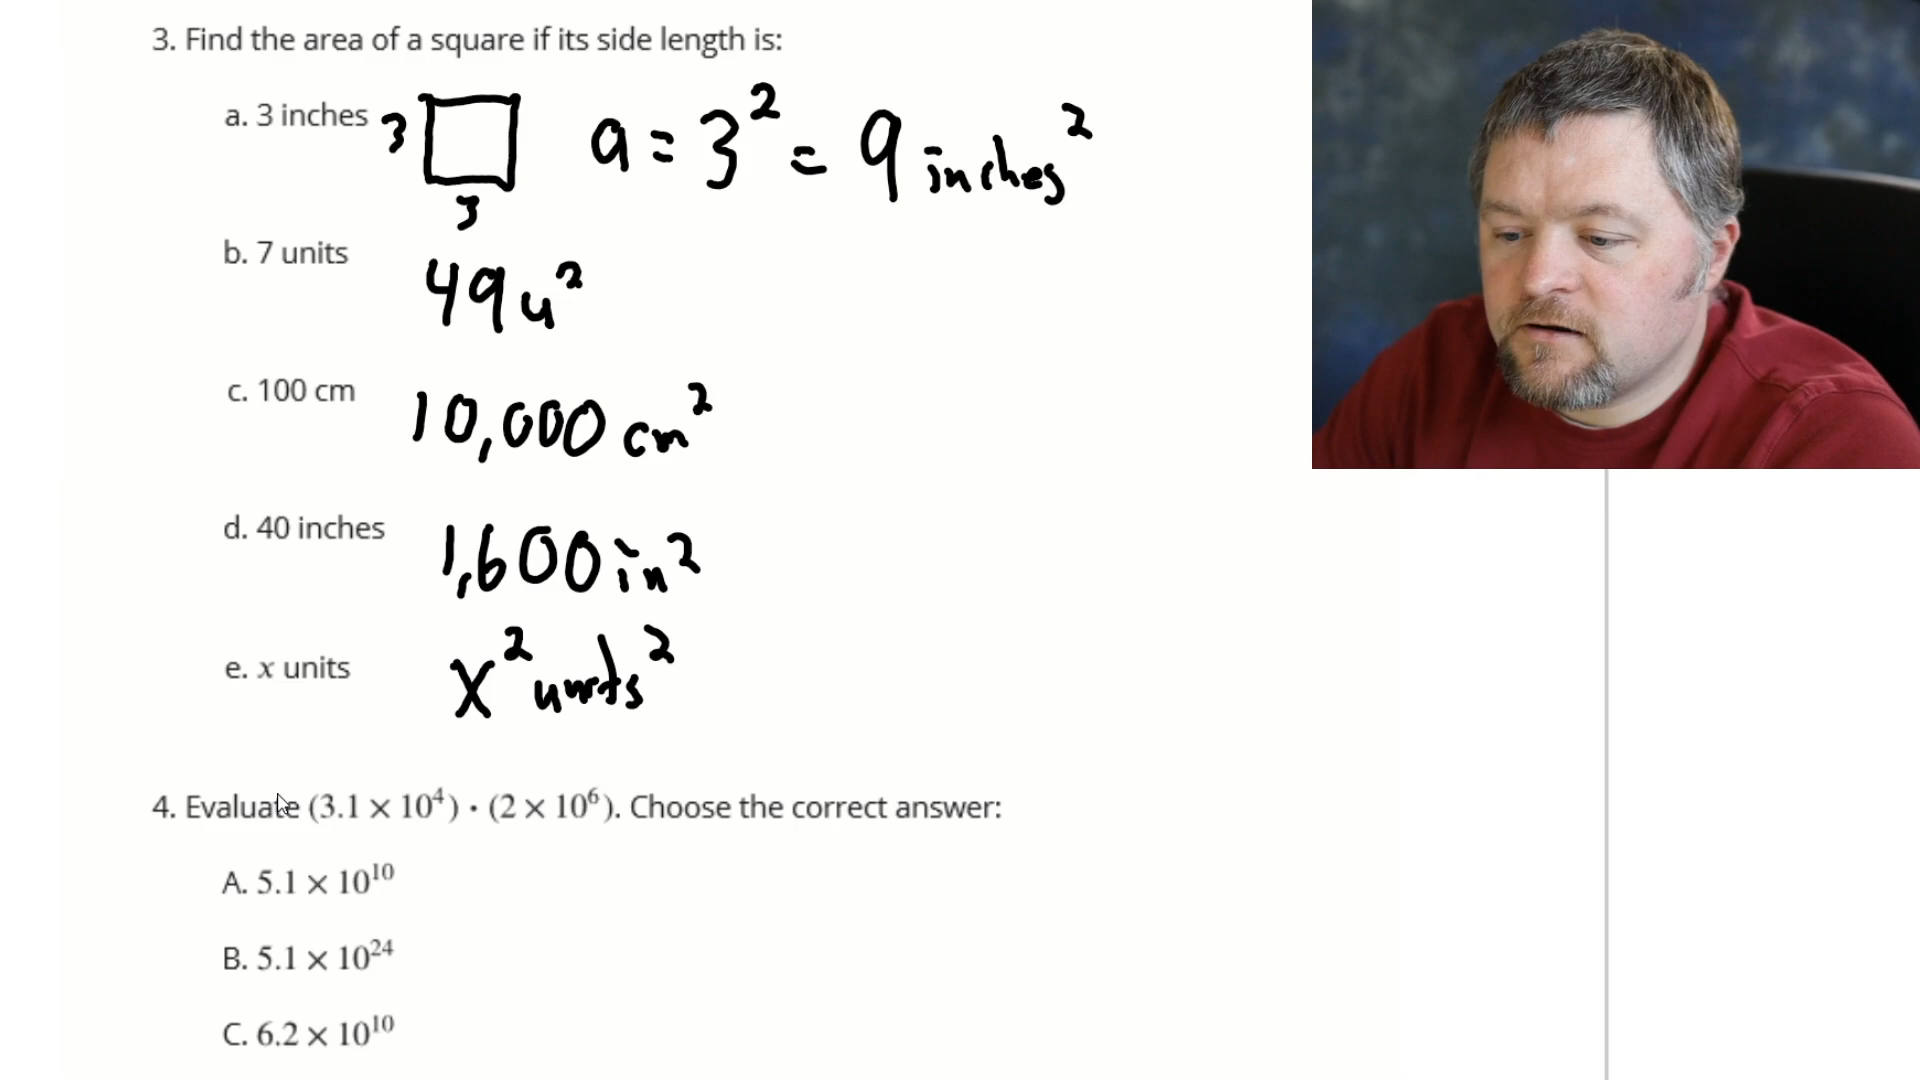 3. Find the area of a square if its side length is:
a. 3 inches 3 a = 3² = 9 inches²
3
b. 7 units 49 u²
c. 100 cm 10,000 cm²
d. 40 inches 1,600 in²
e. x units x² units²
4. Evaluate (3.1 × 10⁴) · (2 × 10⁶). Choose the correct answer:
A. 5.1 × 10¹⁰
B. 5.1 × 10²⁴
C. 6.2 × 10¹⁰